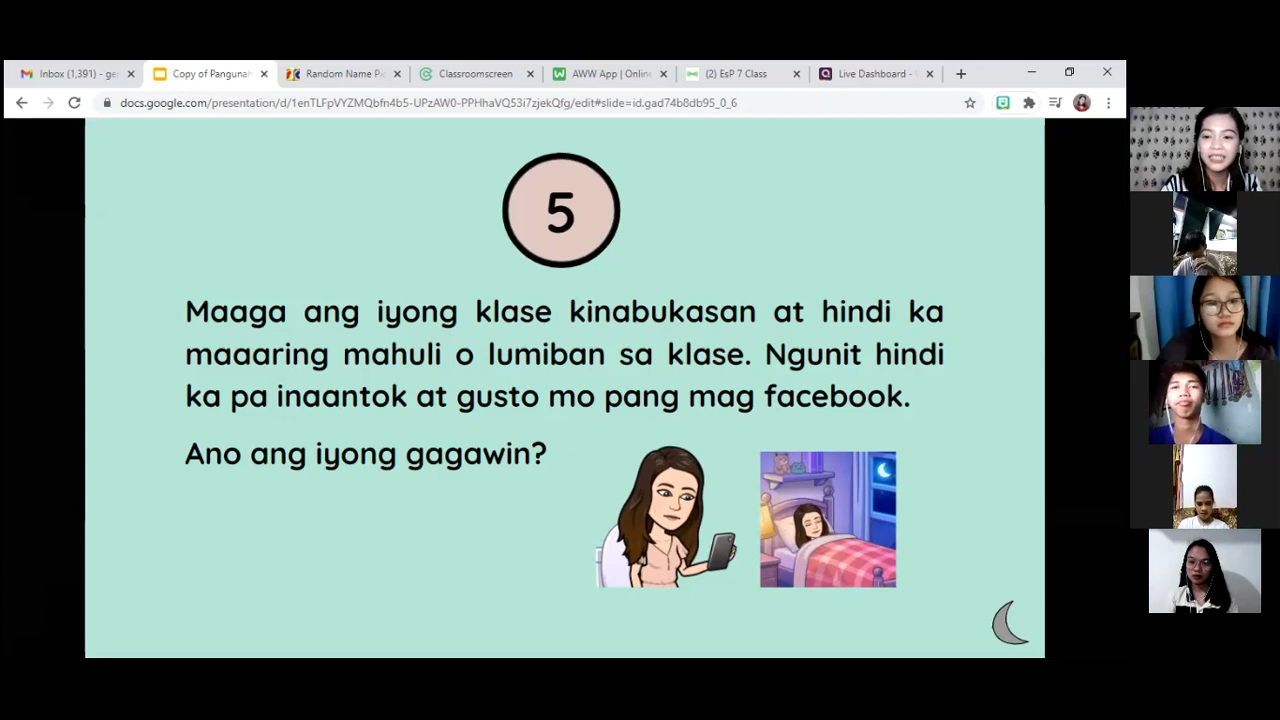 Inbox (1,391) - ge
Copy of Pangunah
Random Name Pi
Classroomscreen
AWW App | Onlin
(2) EsP 7 Class
Live Dashboard -
docs.google.com/presentation/d/1enTLFpVYZMQbfn4b5-UPzAW0-PPHhaVQ53i7zjekQfg/edit#slide=id.gad74b8db95_0_6
5
Maaga ang iyong klase kinabukasan at hindi ka
maaaring mahuli o lumiban sa klase. Ngunit hindi
ka pa inaantok at gusto mo pang mag facebook.
Ano ang iyong gagawin?